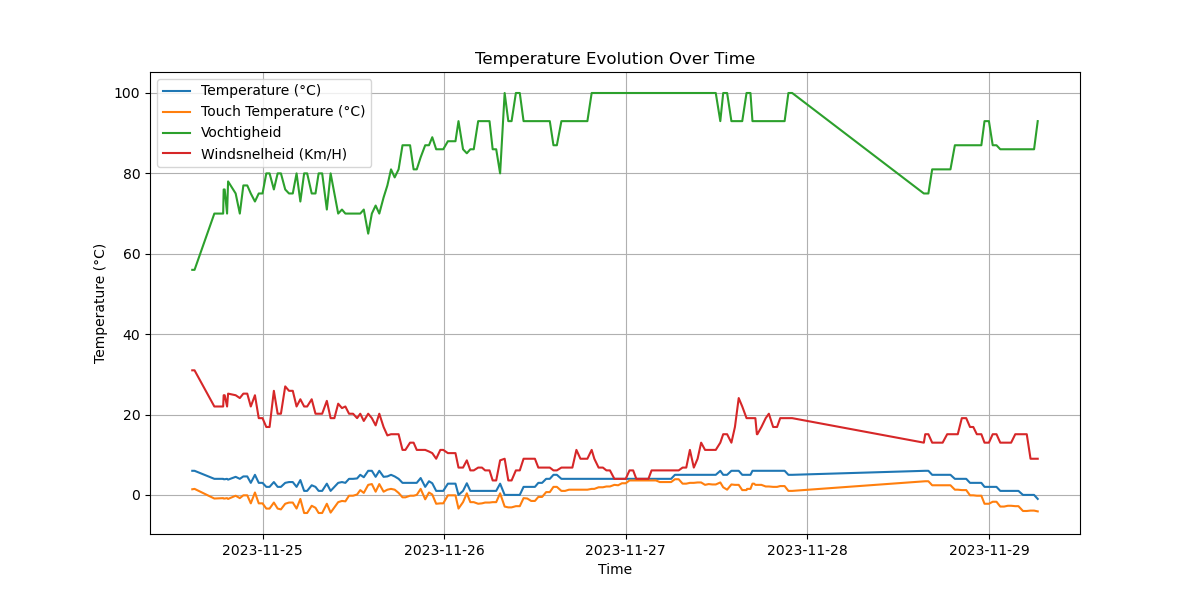 Temperature Evolution Over Time
Temperature (°C)
Touch Temperature (°C)
Vochtigheid
Windsnelheid (Km/H)
100
80
60
40
20
0
Temperature (°C)
2023-11-25
2023-11-26
2023-11-27
2023-11-28
2023-11-29
Time